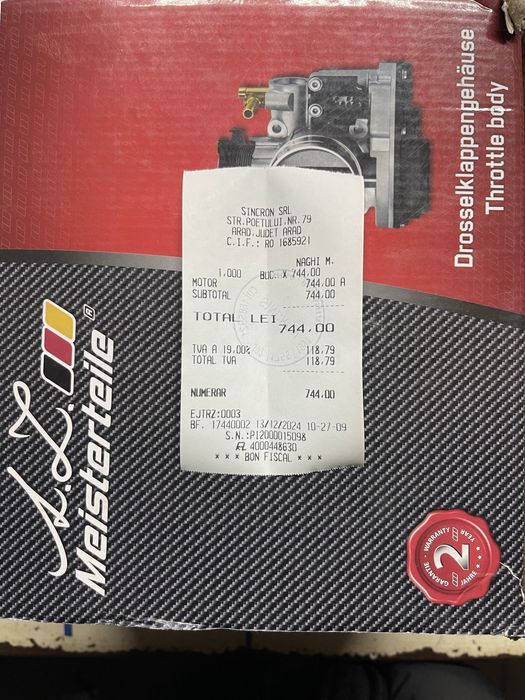 Drosselklappengehäuse
Throttle body
SINCRON SRL
STR.POETULUI,NR.79
ARAD,JUDET ARAD
C.I.F.: RO 1685921
NAGHI M.
1,000 BUC. X 744,00
MOTOR 744,00 A
SUBTOTAL 744,00
TOTAL LEI 744,00
TVA A 19,00% 118,79
TOTAL TVA 118,79
NUMERAR 744,00
EJTRZ:0003
BF. 17440002 13/12/2024 10-27-09
S.N.:P12000015098
4000448630
* * * BON FISCAL * * *
A.Z.
Meisterteile ®
WARRANTY
2 YEAR
JAHRE
GARANTIE